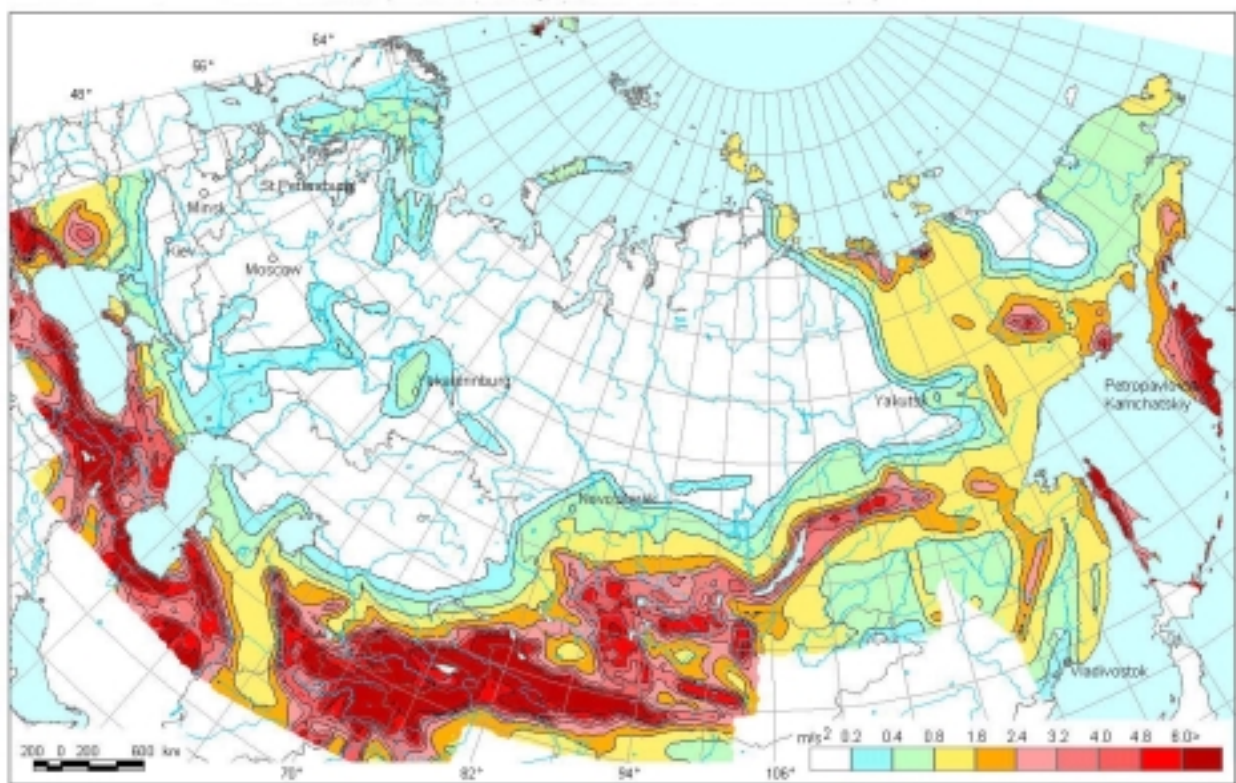 64°
56°
48°
St.Petersburg
Minsk
Kiev
Moscow
Yekaterinburg
Yakutsk
Kamchatskiy
Vladivostok
m/s² 0.2 0.4 0.8 1.6 2.4 3.2 4.0 4.8 6.0>
200 0 200 600 km
70° 82° 94° 106°